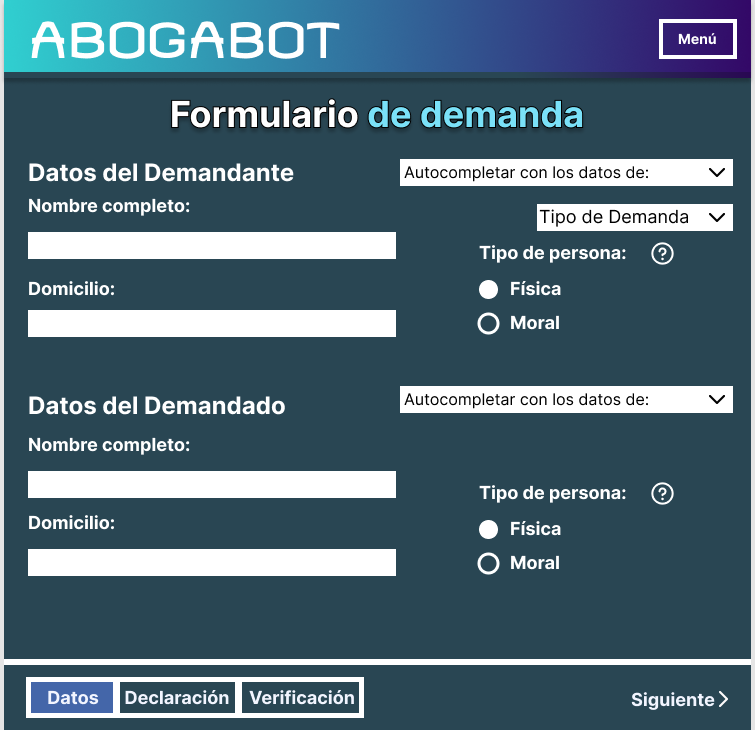 ABOGABOT
Menú
Formulario de demanda
Datos del Demandante
Autocompletar con los datos de:
Nombre completo:
Tipo de Demanda
Tipo de persona: ?
Domicilio:
Física
Moral
Datos del Demandado
Autocompletar con los datos de:
Nombre completo:
Tipo de persona: ?
Domicilio:
Física
Moral
Datos Declaración Verificación
Siguiente